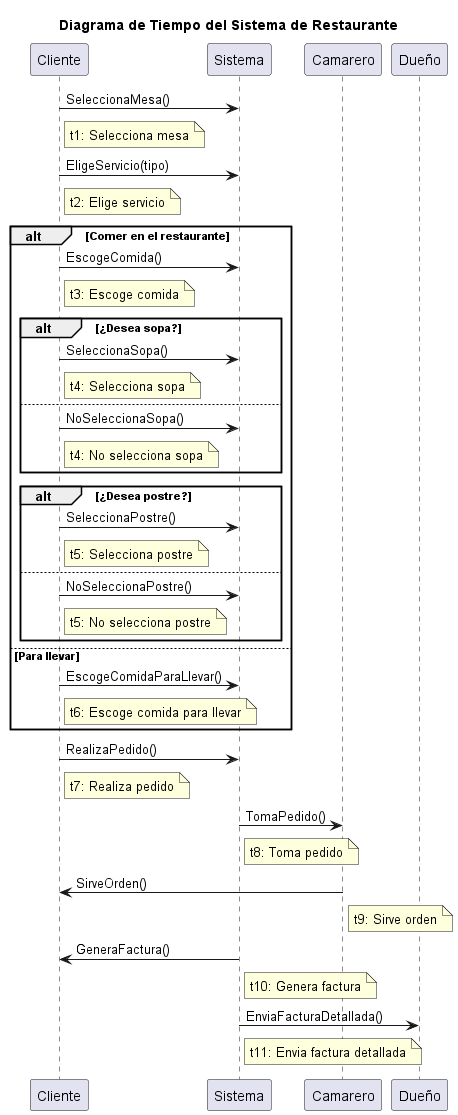 Diagrama de Tiempo del Sistema de Restaurante
Cliente Sistema Camarero Dueño
SeleccionaMesa()
t1: Selecciona mesa
EligeServicio(tipo)
t2: Elige servicio
alt [Comer en el restaurante]
EscogeComida()
t3: Escoge comida
alt [¿Desea sopa?]
SeleccionaSopa()
t4: Selecciona sopa
NoSeleccionaSopa()
t4: No selecciona sopa
alt [¿Desea postre?]
SeleccionaPostre()
t5: Selecciona postre
NoSeleccionaPostre()
t5: No selecciona postre
[Para llevar]
EscogeComidaParaLlevar()
t6: Escoge comida para llevar
RealizaPedido()
t7: Realiza pedido
TomaPedido()
t8: Toma pedido
SirveOrden()
t9: Sirve orden
GeneraFactura()
t10: Genera factura
EnviaFacturaDetallada()
t11: Envia factura detallada
Cliente Sistema Camarero Dueño